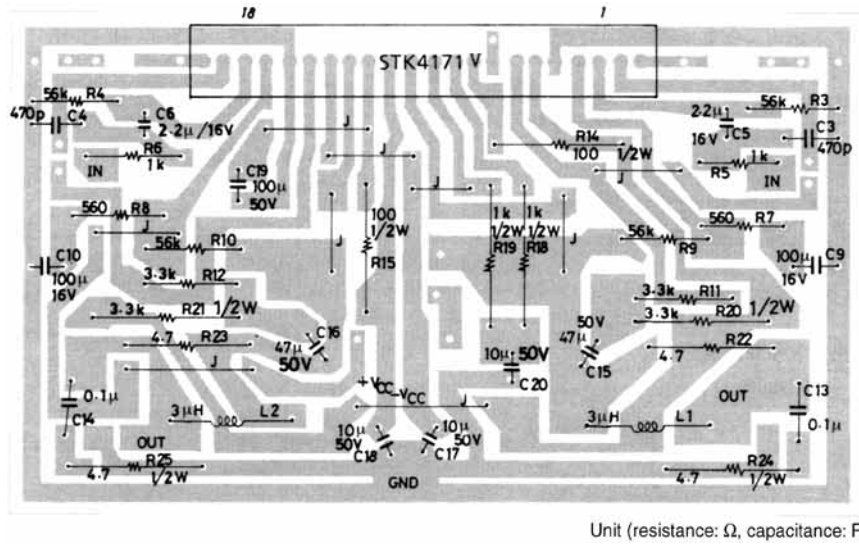 18 1
STK4171 V
56k R4
470p C4
C6
2.2μ/16V
R6
1k
IN
C19
100μ
50V
J
J
J
R14
100 1/2W
J
2.2μ
16V C5
56k R3
C3
470p
R5 1k
IN
560 R8
J
56k R10
C10
100μ
16V
3.3k R12
3.3k R21 1/2W
4.7 R23
J
J
100
1/2W
R15
1k 1k
1/2W 1/2W
R19 R18
J
560 R7
56k R9
100μ C9
16V
3.3k R11
3.3k R20 1/2W
4.7 R22
C16
47μ
50V
10μ 50V
C20
50V
47μ
C15
+VCC -VCC
J
0.1μ
C14
3μH L2
OUT
4.7 R25
1/2W
10μ
50V
C18
10μ
50V
C17
GND
OUT
3μH L1
C13
0.1μ
R24
4.7 1/2W
Unit (resistance: Ω, capacitance: F